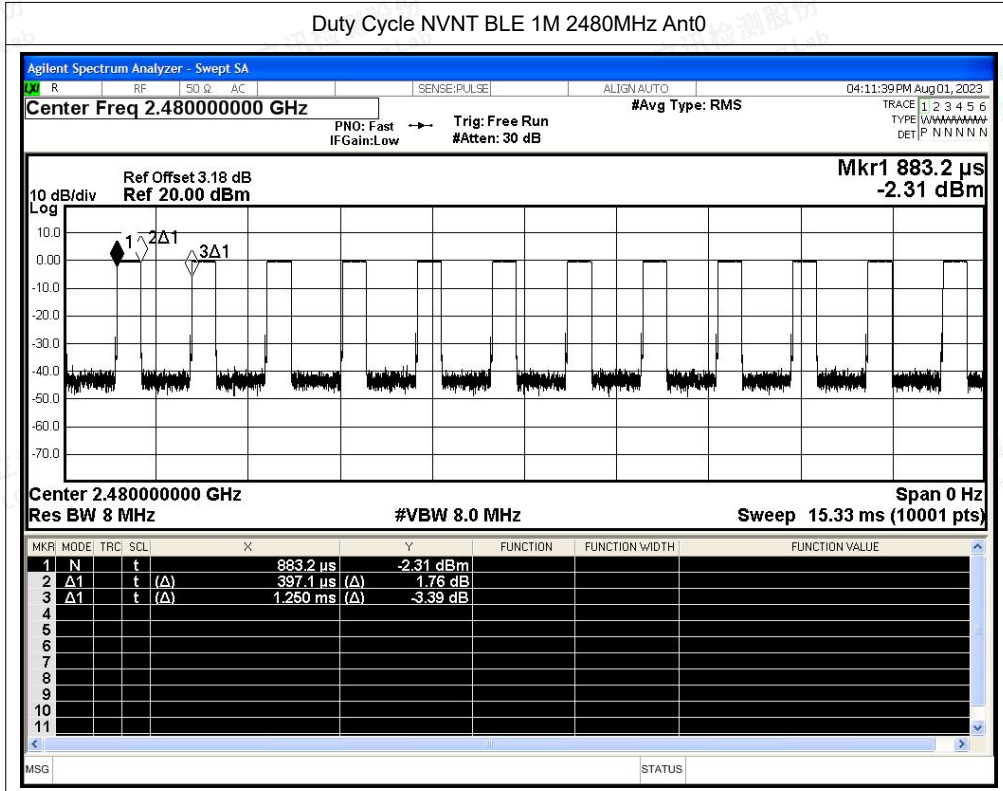 Duty Cycle NVNT BLE 1M 2480MHz Ant0
Agilent Spectrum Analyzer - Swept SA
LXI R RF 50 Ω AC SENSE:PULSE ALIGN AUTO 04:11:39 PM Aug 01, 2023
Center Freq 2.480000000 GHz #Avg Type: RMS TRACE 1 2 3 4 5 6
PNO: Fast Trig: Free Run TYPE WWWWWW
IFGain:Low #Atten: 30 dB DET P N N N N N
Mkr1 883.2 µs
-2.31 dBm
Ref Offset 3.18 dB
10 dB/div Ref 20.00 dBm
Log
10.0
0.00
-10.0
-20.0
-30.0
-40.0
-50.0
-60.0
-70.0
1 2Δ1
3Δ1
Center 2.480000000 GHz Span 0 Hz
Res BW 8 MHz #VBW 8.0 MHz Sweep 15.33 ms (10001 pts)
MKR MODE TRC SCL X Y FUNCTION FUNCTION WIDTH FUNCTION VALUE
1 N t 883.2 µs -2.31 dBm
2 Δ1 t (Δ) 397.1 µs (Δ) 1.76 dB
3 Δ1 t (Δ) 1.250 ms (Δ) -3.39 dB
4
5
6
7
8
9
10
11
MSG STATUS